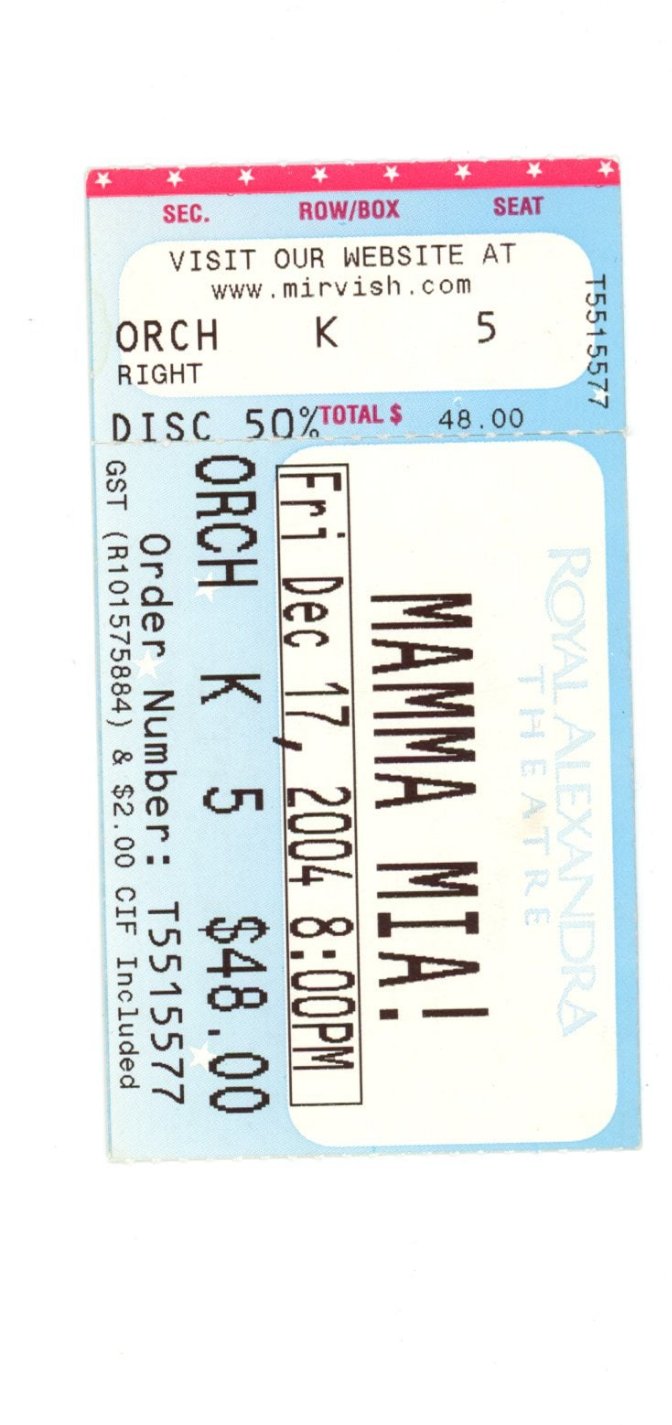 SEC. ROW/BOX SEAT
VISIT OUR WEBSITE AT
www.mirvish.com
ORCH K 5
RIGHT
T5515577
DISC 50% TOTAL $ 48.00
ROYAL ALEXANDRA
THEATRE
MAMMA MIA!
Fri Dec 17, 2004 8:00PM
ORCH K 5 $48.00
Order Number: T5515577
GST (R101575884) & $2.00 CIF Included